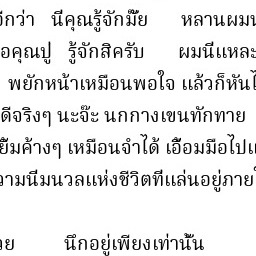 อีกว่า นี่คุณรู้จักมั้ย หลานผมน
อคุณปู่ รู้จักสิครับ ผมนี่แหละ
พยักหน้าเหมือนพอใจ แล้วก็หันไ
ดีจริงๆ นะจ๊ะ นกกางเขนทักทาย
ยิ้มค้างๆ เหมือนจำได้ เอื้อมมือไปแ
วามนิ่มนวลแห่งชีวิตที่แล่นอยู่ภายใ
วย นึกอยู่เพียงเท่านั้น